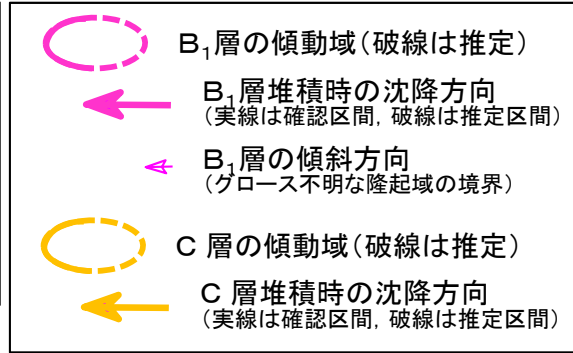 B₁層の傾動域(破線は推定)
B₁層堆積時の沈降方向
(実線は確認区間, 破線は推定区間)
B₁層の傾斜方向
(グロース不明な隆起域の境界)
C 層の傾動域(破線は推定)
C 層堆積時の沈降方向
(実線は確認区間, 破線は推定区間)